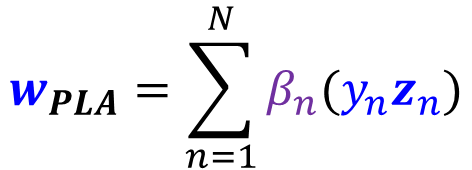 𝒘_PLA = ∑_{n=1}^{N} β_n(y_n 𝒛_n)